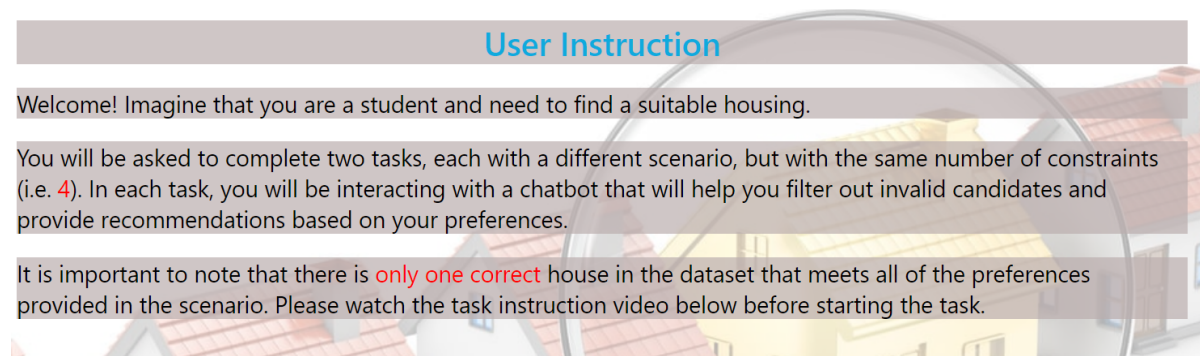 User Instruction
Welcome! Imagine that you are a student and need to find a suitable housing.
You will be asked to complete two tasks, each with a different scenario, but with the same number of constraints
(i.e. 4). In each task, you will be interacting with a chatbot that will help you filter out invalid candidates and
provide recommendations based on your preferences.
It is important to note that there is only one correct house in the dataset that meets all of the preferences
provided in the scenario. Please watch the task instruction video below before starting the task.